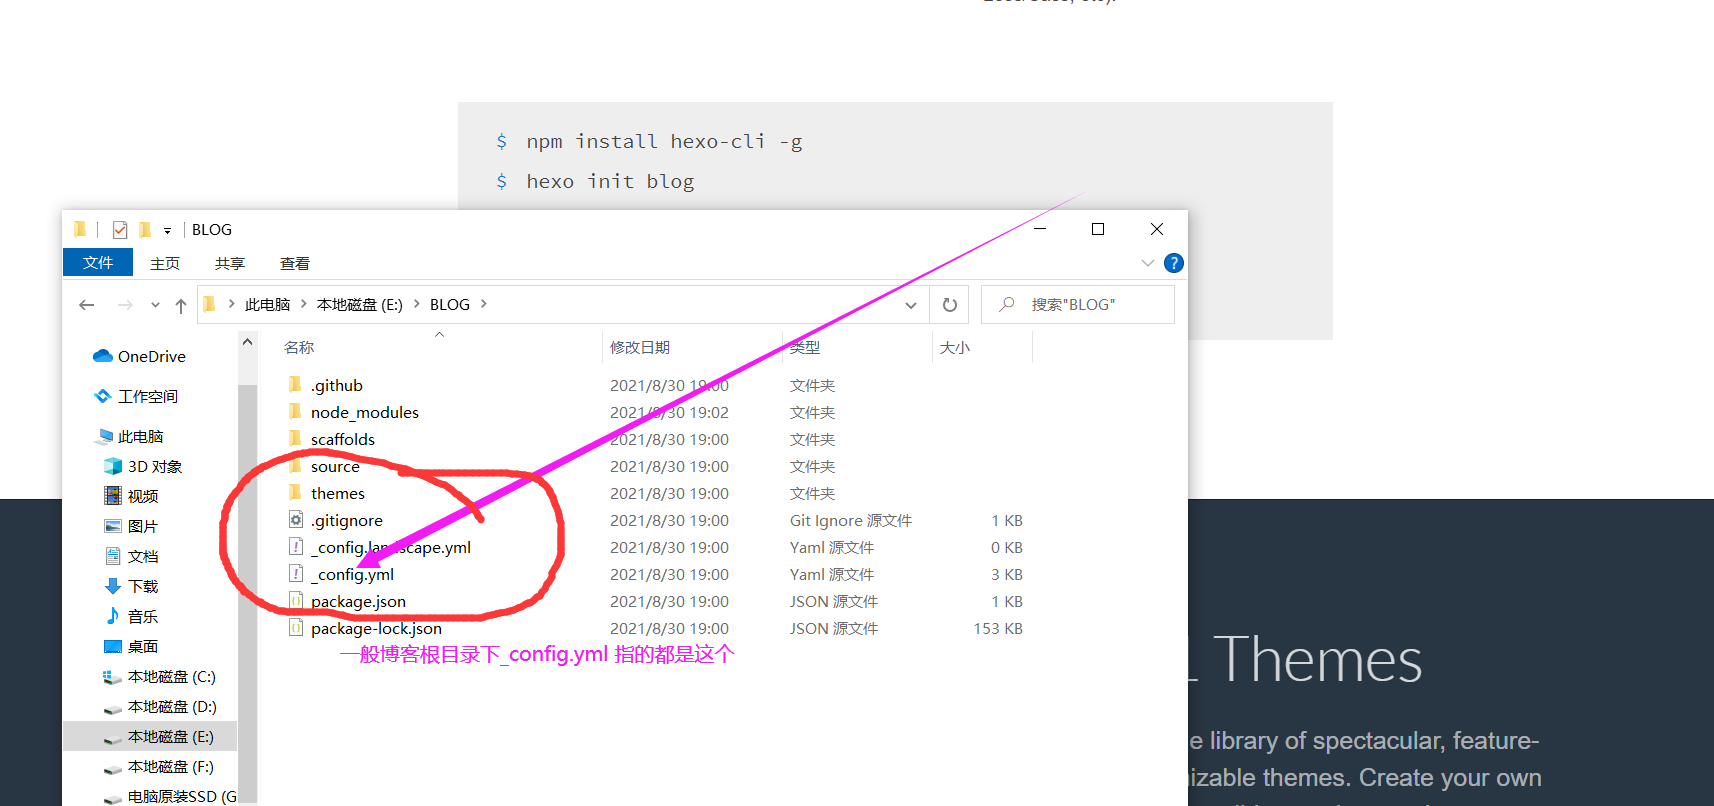 $ npm install hexo-cli -g
$ hexo init blog
BLOG
文件 主页 共享 查看
此电脑 本地磁盘 (E:) BLOG 搜索"BLOG"
名称 修改日期 类型 大小
.github 2021/8/30 19:00 文件夹
node_modules 2021/8/30 19:02 文件夹
scaffolds 2021/8/30 19:00 文件夹
source 2021/8/30 19:00 文件夹
themes 2021/8/30 19:00 文件夹
.gitignore 2021/8/30 19:00 Git Ignore 源文件 1 KB
_config.landscape.yml 2021/8/30 19:00 Yaml 源文件 0 KB
_config.yml 2021/8/30 19:00 Yaml 源文件 3 KB
package.json 2021/8/30 19:00 JSON 源文件 1 KB
package-lock.json 2021/8/30 19:00 JSON 源文件 153 KB
一般博客根目录下_config.yml 指的都是这个
OneDrive
工作空间
此电脑
3D 对象
视频
图片
文档
下载
音乐
桌面
本地磁盘 (C:)
本地磁盘 (D:)
本地磁盘 (E:)
本地磁盘 (F:)
电脑原装SSD (G
Themes
library of spectacular, feature-
themes. Create your own